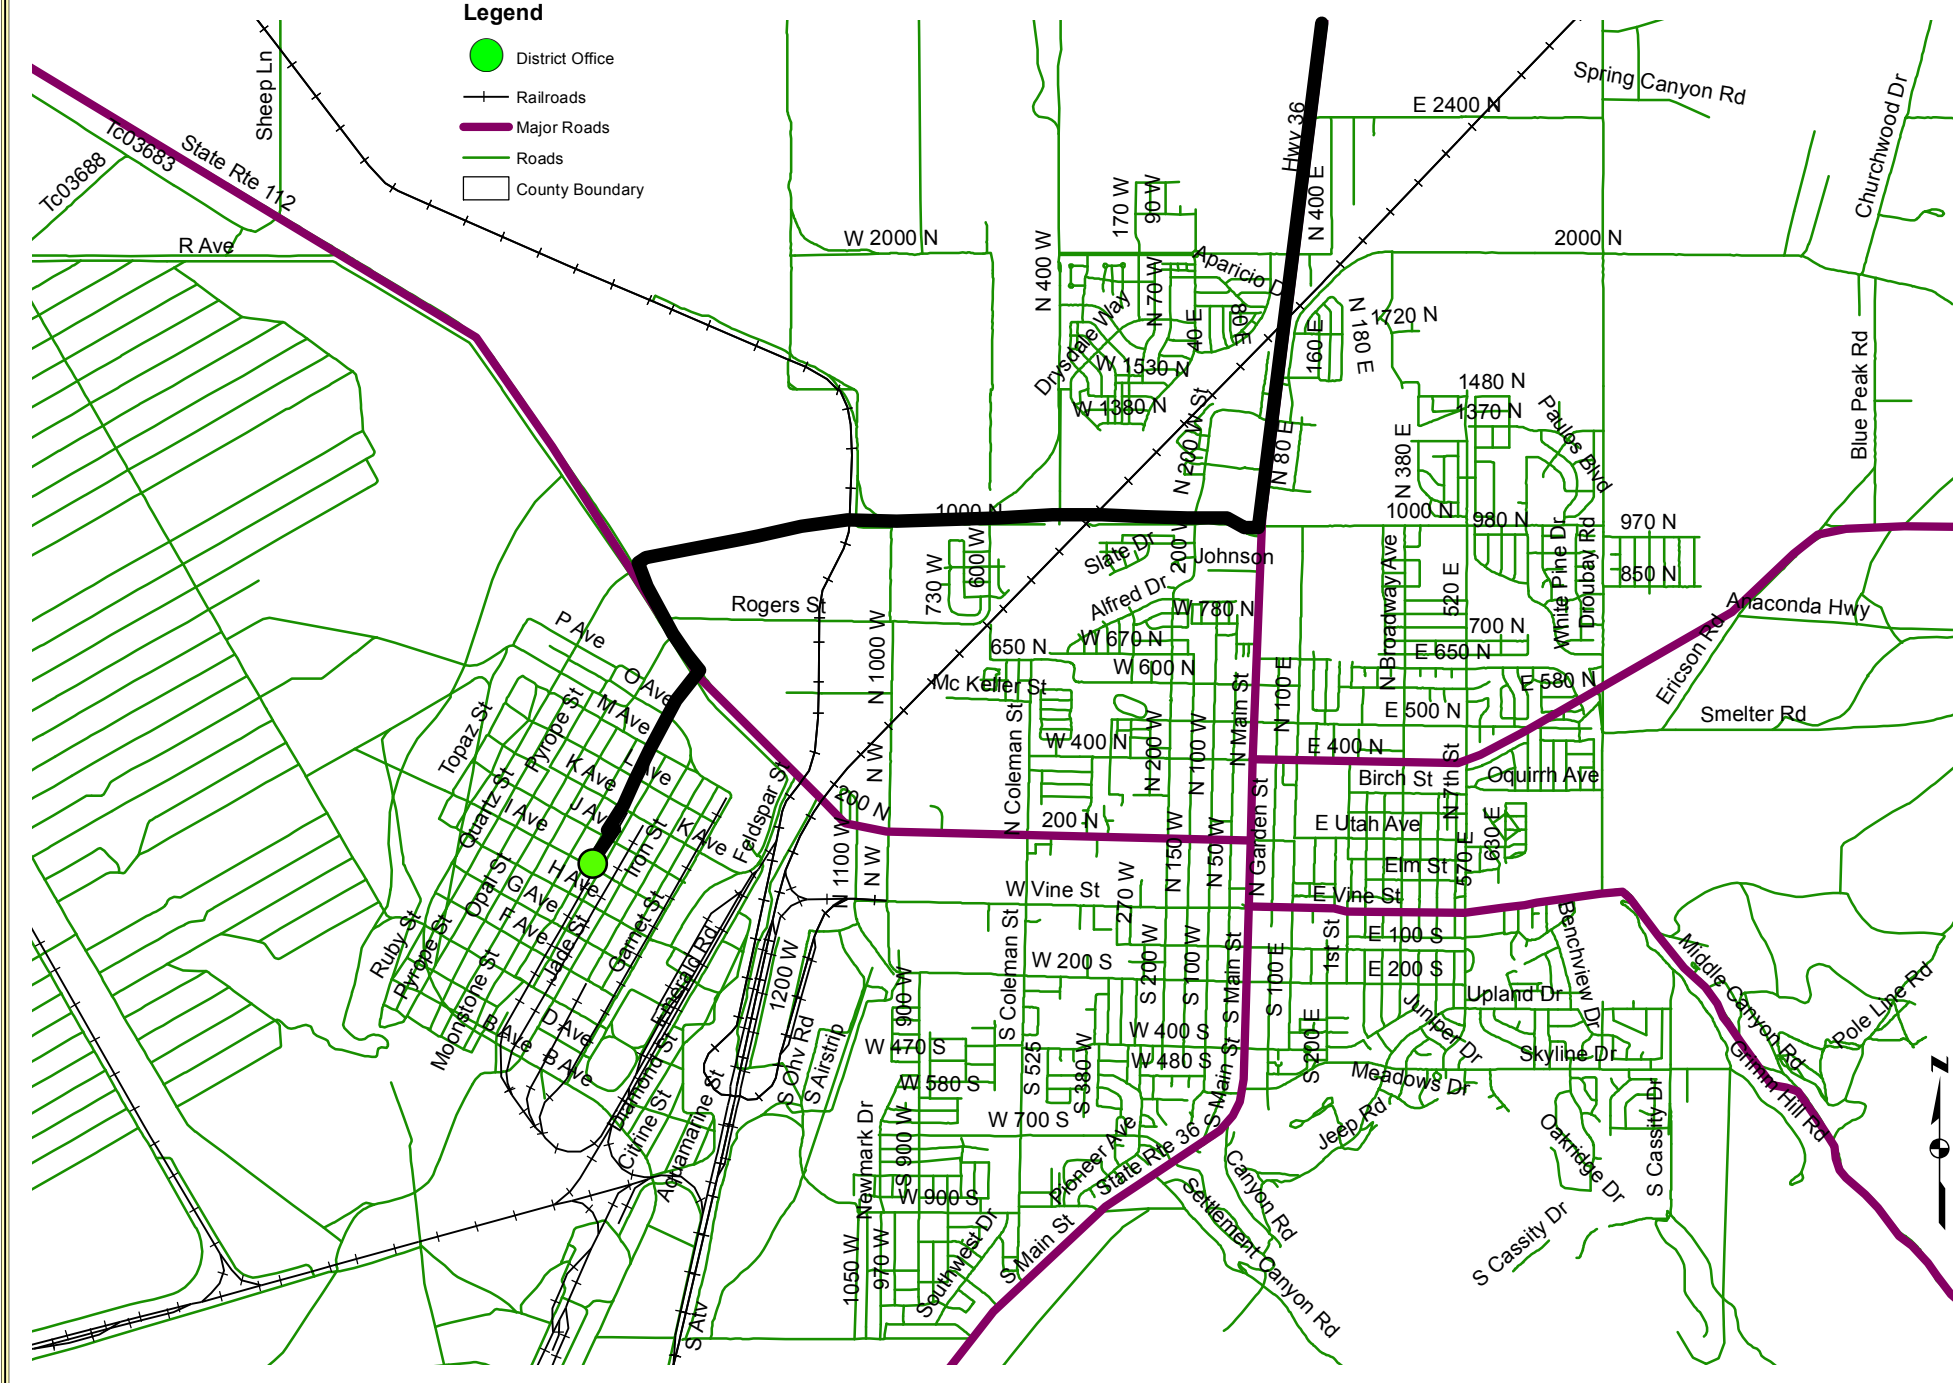 Legend
District Office
Railroads
Major Roads
Roads
County Boundary
Sheep Ln
Tc03683
Tc03688
State Rte 112
R Ave
Hwy 36
E 2400 N
Spring Canyon Rd
Churchwood Dr
W 2000 N
N 400 W
170 W
90 W
N 400 E
2000 N
Aparicio D
Drysdale Way
N 70 W
40 E
80 E
160 E
N 180 E
1720 N
W 1530 N
W 1380 N
N 200 W St
N 80 E
N 380 E
1480 N
1370 N
Paulos Blvd
Blue Peak Rd
1000 N
1000 N
980 N
970 N
850 N
Slate Dr
200 W
Johnson
730 W
600 W
Alfred Dr
W 780 N
Rogers St
N 1000 W
650 N
W 670 N
W 600 N
Mc Keller St
N Broadway Ave
520 E
White Pine Dr
Droubay Rd
700 N
E 650 N
E 580 N
Anaconda Hwy
Ericson Rd
E 500 N
Smelter Rd
P Ave
O Ave
M Ave
L Ave
K Ave
J Ave
I Ave
K Ave
H Ave
G Ave
F Ave
D Ave
B Ave
B Ave
Topaz St
Pyrope St
Quartz St
Opal St
Ruby St
Pyrope St
Moonstone St
Jade St
Iron St
Garnet St
Emerald Rd
Diamond St
Citrine St
Aquamarine St
Feldspar St
N W
N W
N 1100 W
200 N
200 N
N Coleman St
W 400 N
N 200 W
N 100 W
N Main St
N 100 E
E 400 N
Birch St
N 7th St
Oquirrh Ave
E Utah Ave
630 E
570 E
Elm St
N Garden St
N 150 W
N 50 W
W Vine St
270 W
E Vine St
1st St
E 100 S
E 200 S
Benchview Dr
Upland Dr
Juniper Dr
Skyline Dr
Meadows Dr
Middle Canyon Rd
Pole Line Rd
Grimm Hill Rd
1200 W
S Ohv Rd
S Airstrip
900 W
W 200 S
S Coleman St
S 200 W
S 100 W
S Main St
S 100 E
S 200 E
W 400 S
W 480 S
W 470 S
W 580 S
S 525
S 380 W
S Main St
W 700 S
Newmark Dr
S 900 W
W 900 S
Pioneer Ave
State Rte 36
Canyon Rd
Jeep Rd
Oakridge Dr
S Cassity Dr
S Cassity Dr
Settlement Canyon Rd
S Main St
Southwest Dr
1050 W
970 W
S Atv
Z